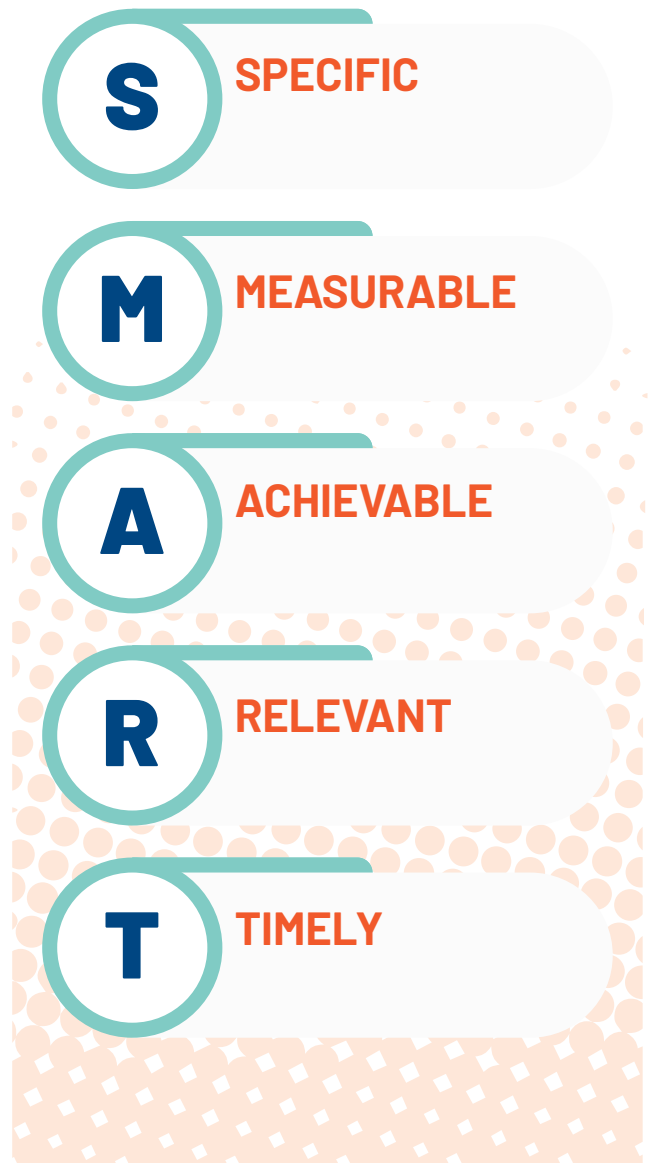 S
SPECIFIC
M
MEASURABLE
A
ACHIEVABLE
R
RELEVANT
T
TIMELY